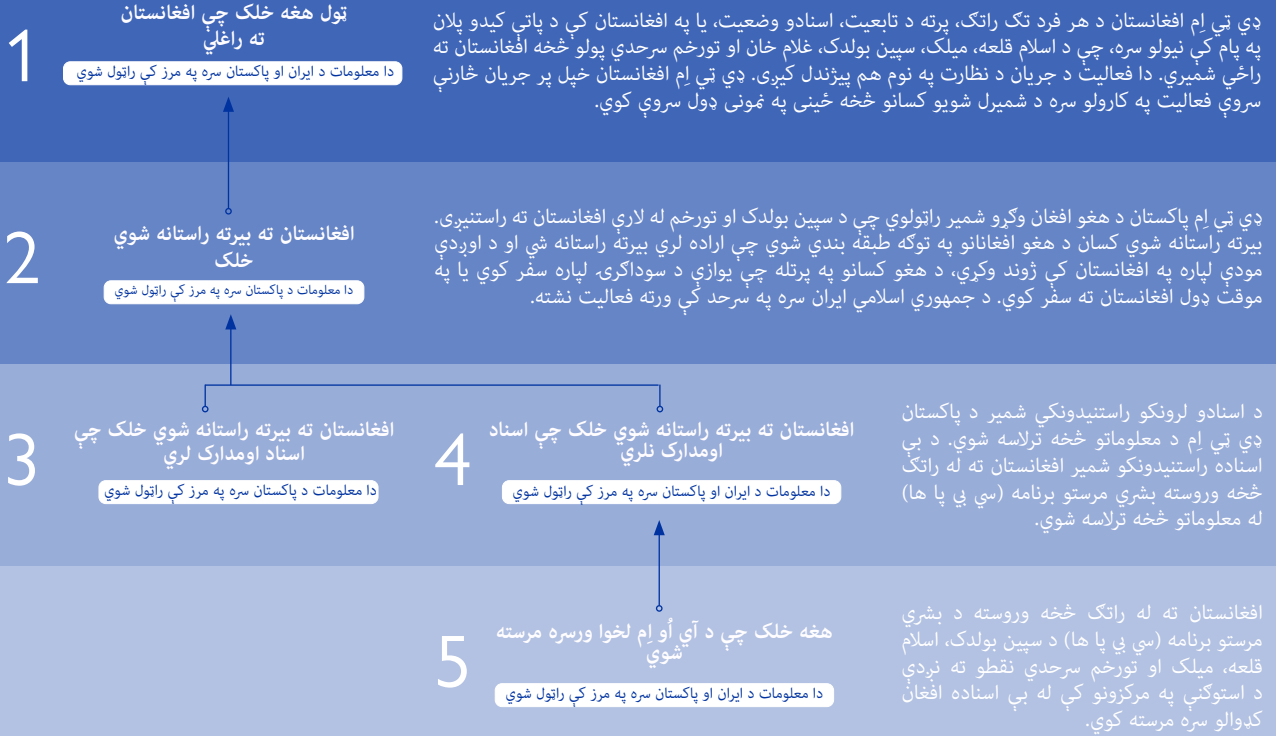 1
ټول هغه خلک چې افغانستان
ته راغلي
دا معلومات د ایران او پاکستان سره په مرز کې راټول شوي
ډي ټي اِم افغانستان د هر فرد تګ راتګ، پرته د تابعیت، اسنادو وضعیت، یا په افغانستان کې د پاتې کیدو پلان
په پام کې نیولو سره، چې د اسلام قلعه، میلک، سپین بولدک، غلام خان او تورخم سرحدي پولو څخه افغانستان ته
راځي شمیري. دا فعالیت د جریان د نظارت په نوم هم پیژندل کیږی. ډي ټي اِم افغانستان خپل پر جریان څارنې
سروې فعالیت په کارولو سره د شمیرل شویو کسانو څخه ځینی په نمونی ډول سروې کوي.
2
افغانستان ته بیرته راستانه شوي
خلک
دا معلومات د پاکستان سره په مرز کې راټول شوي
ډي ټي اِم پاکستان د هغو افغان وګړو شمیر راټولوي چې د سپین بولدک او تورخم له لارې افغانستان ته راستنیږی.
بیرته راستانه شوي کسان د هغو افغانانو په توګه طبقه بندي شوي چې اراده لري بیرته راستانه شي او د اوږدې
مودې لپاره په افغانستان کې ژوند وکړي، د هغو کسانو په پرتله چې یوازې د سوداګرۍ لپاره سفر کوي یا په
موقت ډول افغانستان ته سفر کوي. د جمهوري اسلامي ایران سره په سرحد کې ورته فعالیت نشته.
3
افغانستان ته بیرته راستانه شوي خلک چې
اسناد اومدارک لري
دا معلومات د پاکستان سره په مرز کې راټول شوي
4
افغانستان ته بیرته راستانه شوي خلک چې اسناد
اومدارک نلري
دا معلومات د ایران او پاکستان سره په مرز کې راټول شوي
د اسنادو لرونکو راستنیدونکي شمیر د پاکستان
ډي ټي اِم د معلوماتو څخه ترلاسه شوي. د بې
اسناده راستنیدونکو شمیر افغانستان ته له راتګ
څخه وروسته بشري مرستو برنامه (سي بي پا ها)
له معلوماتو څخه ترلاسه شوي.
5
هغه خلک چې د آي اُو اِم لخوا ورسره مرسته
شوي
دا معلومات د ایران او پاکستان سره په مرز کې راټول شوي
افغانستان ته له راتګ څخه وروسته د بشري
مرستو برنامه (سي بي پا ها) د سپین بولدک، اسلام
قلعه، میلک او تورخم سرحدي نقطو ته نږدې
د استوګنې په مرکزونو کې له بې اسناده افغان
کډوالو سره مرسته کوي.